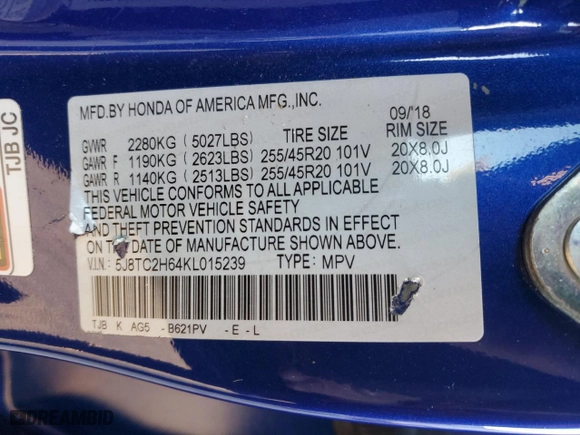 MFD.BY HONDA OF AMERICA MFG.,INC. 09/'18
GVWR 2280KG (5027LBS) TIRE SIZE RIM SIZE
GAWR F 1190KG (2623LBS) 255/45R20 101V 20X8.0J
GAWR R 1140KG (2513LBS) 255/45R20 101V 20X8.0J
THIS VEHICLE CONFORMS TO ALL APPLICABLE
FEDERAL MOTOR VEHICLE SAFETY
AND THEFT PREVENTION STANDARDS IN EFFECT
ON THE DATE OF MANUFACTURE SHOWN ABOVE.
V.I.N.: 5J8TC2H64KL015239 TYPE: MPV
TJB K AG5 -B621PV -E-L
TJB JC
DREAMBID